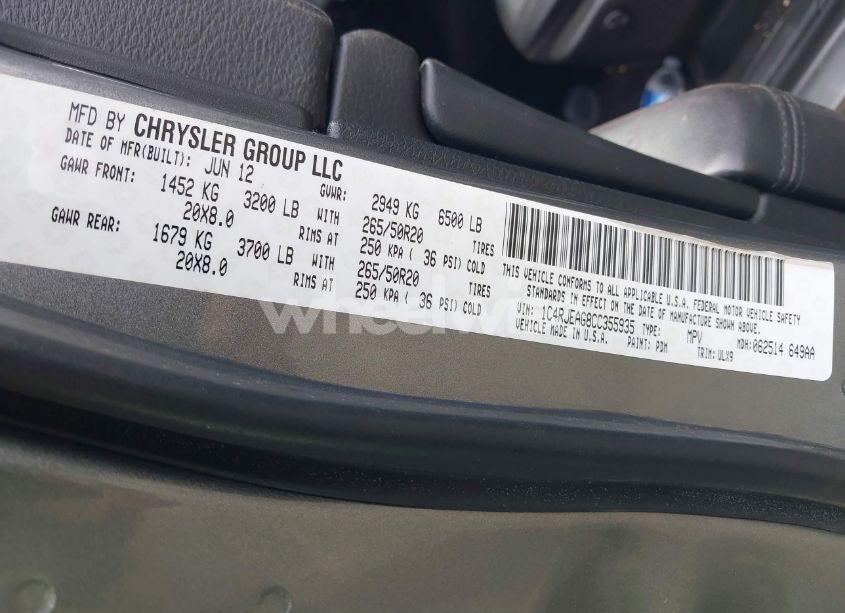 MFD BY CHRYSLER GROUP LLC
DATE OF MFR(BUILT): JUN 12 GVWR: 2949 KG 6500 LB
GAWR FRONT: 1452 KG 3200 LB WITH 265/50R20 TIRES
20X8.0 RIMS AT 250 KPA ( 36 PSI) COLD
GAWR REAR: 1679 KG 3700 LB WITH 265/50R20 TIRES
20X8.0 RIMS AT 250 KPA ( 36 PSI) COLD
THIS VEHICLE CONFORMS TO ALL APPLICABLE U.S.A. FEDERAL MOTOR VEHICLE SAFETY
STANDARDS IN EFFECT ON THE DATE OF MANUFACTURE SHOWN ABOVE.
VIN: 1C4RJEAG8CC355935 TYPE: MPV MDH:062514 649AA
VEHICLE MADE IN U.S.A. PAINT: PDM TRIM: ULX9